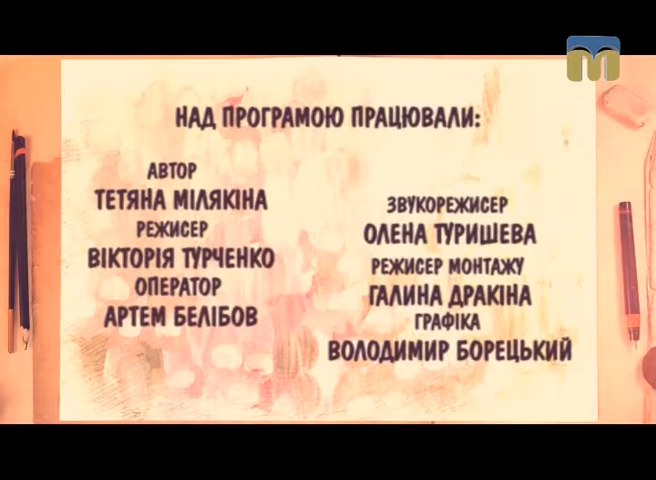 НАД ПРОГРАМОЮ ПРАЦЮВАЛИ:
АВТОР
ТЕТЯНА МІЛЯКІНА
РЕЖИСЕР
ВІКТОРІЯ ТУРЧЕНКО
ОПЕРАТОР
АРТЕМ БЕЛІБОВ
ЗВУКОРЕЖИСЕР
ОЛЕНА ТУРИШЕВА
РЕЖИСЕР МОНТАЖУ
ГАЛИНА ДРАКІНА
ГРАФІКА
ВОЛОДИМИР БОРЕЦЬКИЙ